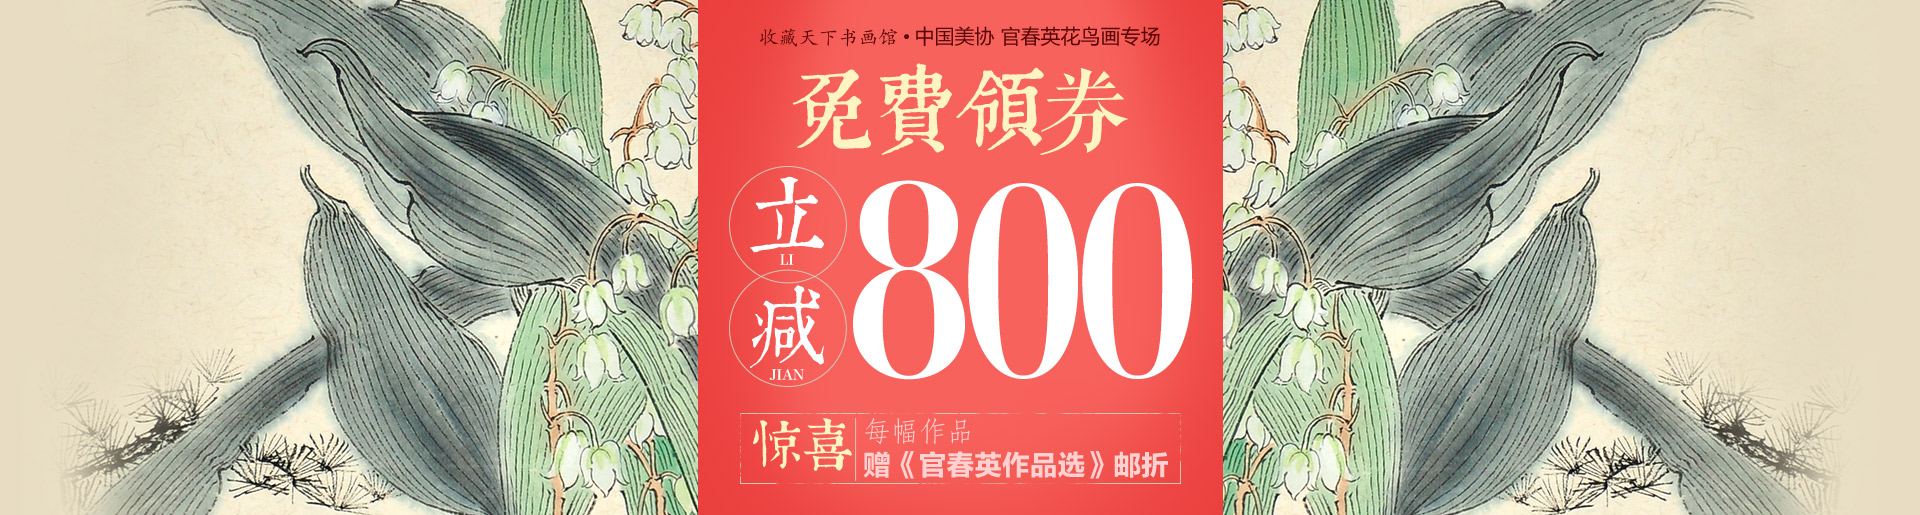 收藏天下书画馆·中国美协 官春英花鸟画专场
免費領券
立
LI
减
JIAN
800
惊喜
每幅作品
赠《官春英作品选》邮折